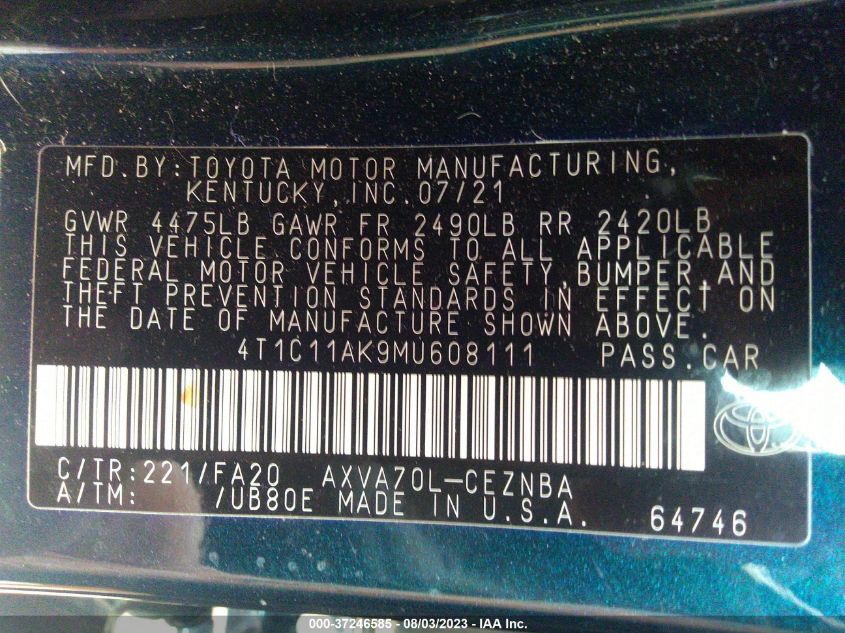 MFD.BY:TOYOTA MOTOR MANUFACTURING,
KENTUCKY,INC.07/21
GVWR 4475LB GAWR FR 2490LB RR 2420LB
THIS VEHICLE CONFORMS TO ALL APPLICABLE
FEDERAL MOTOR VEHICLE SAFETY,BUMPER,AND
THEFT PREVENTION STANDARDS IN EFFECT ON
THE DATE OF MANUFACTURE SHOWN ABOVE.
4T1C11AK9MU608111 PASS.CAR
C/TR:221/FA20 AXVA70L-CEZNBA
A/TM: /UB80E MADE IN U.S.A. 64746
000-37246585 - 08/03/2023 - IAA Inc.